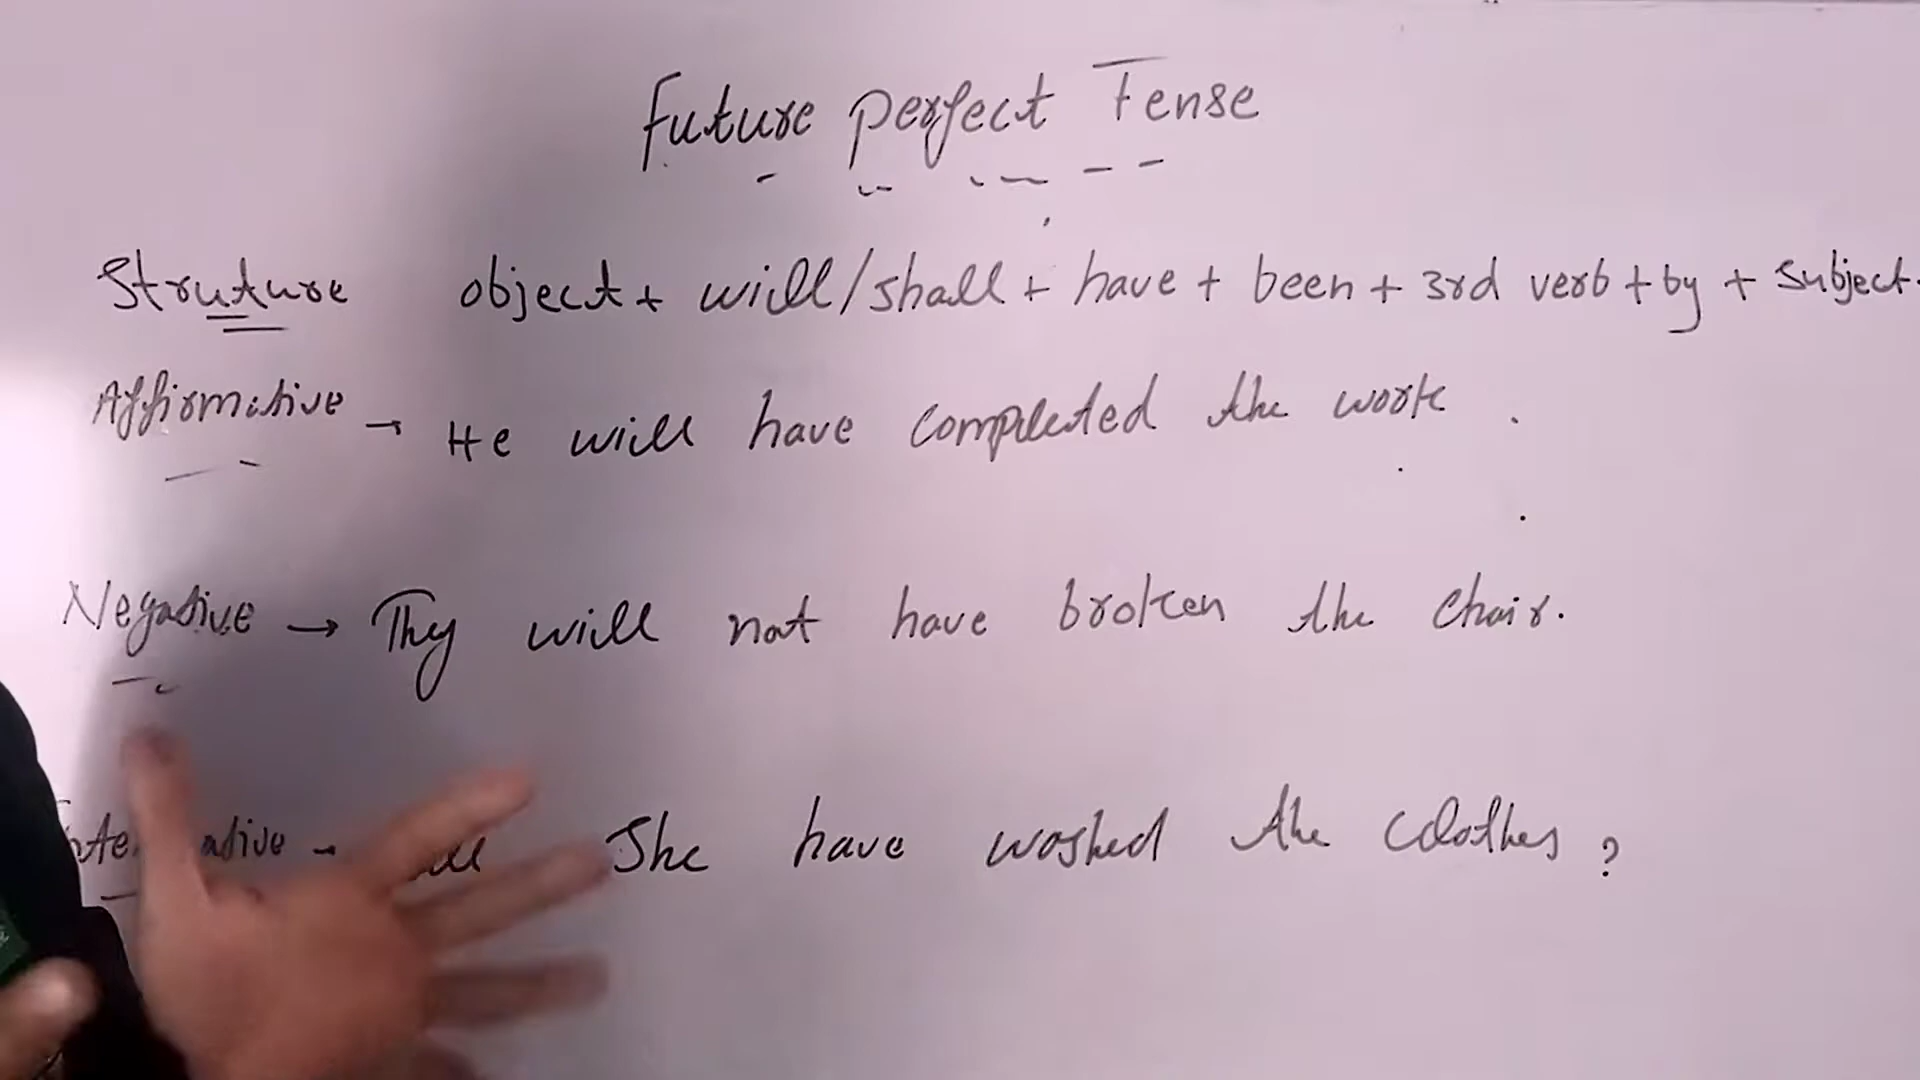 Future perfect Tense
Struture object + will/shall + have + been + 3rd verb + by + subject.
Affirmative → He will have completed the work .
Negative → They will not have broken the chair.
She have washed the clothes ?